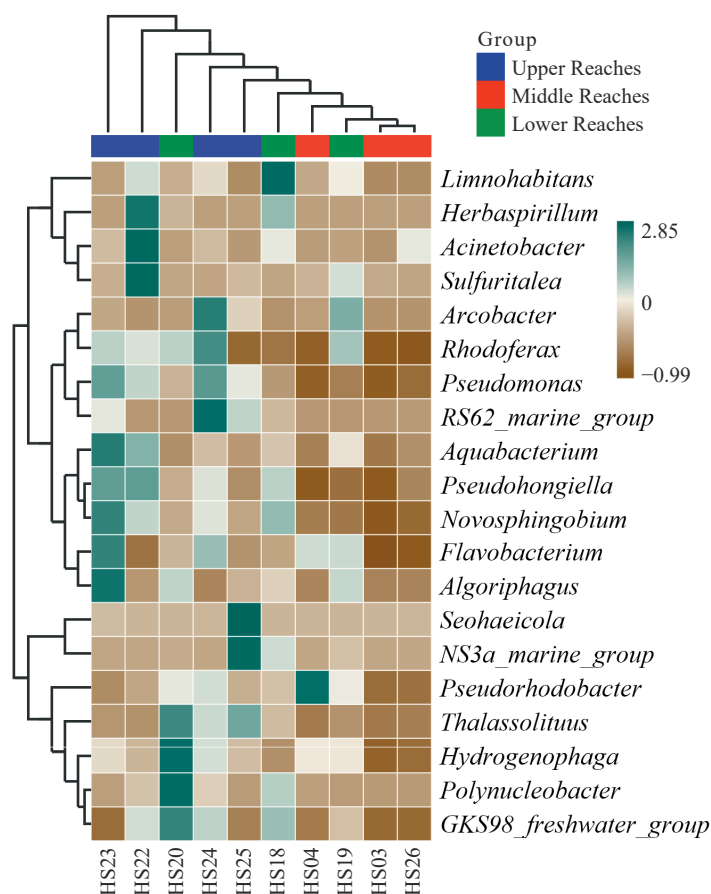 Group
Upper Reaches
Middle Reaches
Lower Reaches
Limnohabitans
Herbaspirillum
Acinetobacter
Sulfuritalea
Arcobacter
Rhodoferax
Pseudomonas
RS62_marine_group
Aquabacterium
Pseudohongiella
Novosphingobium
Flavobacterium
Algoriphagus
Seohaeicola
NS3a_marine_group
Pseudorhodobacter
Thalassolituus
Hydrogenophaga
Polynucleobacter
GKS98_freshwater_group
2.85
0
−0.99
HS23
HS22
HS20
HS24
HS25
HS18
HS04
HS19
HS03
HS26